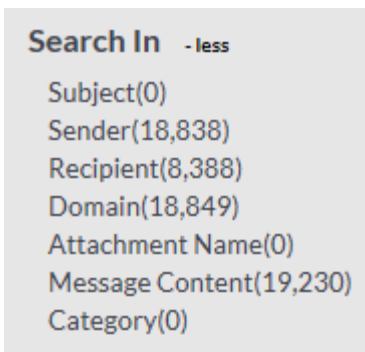 Search In - less
Subject(0)
Sender(18,838)
Recipient(8,388)
Domain(18,849)
Attachment Name(0)
Message Content(19,230)
Category(0)